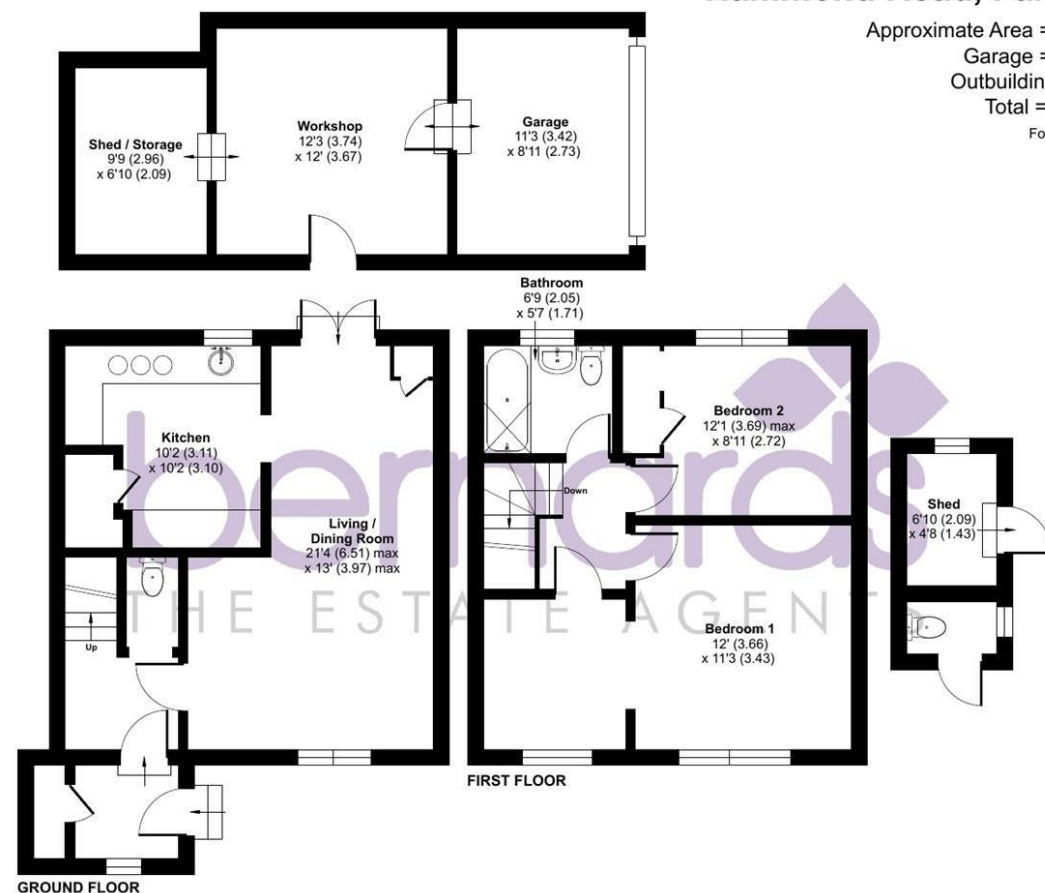 Approximate Area =
Garage =
Total =
Shed / Storage
9'9 (2.96)
x 6'10 (2.09)
Workshop
12'3 (3.74)
x 12' (3.67)
Garage
11'3 (3.42)
x 8'11 (2.73)
Bathroom
6'9 (2.05)
x 5'7 (1.71)
Kitchen
10'2 (3.11)
x 10'2 (3.10)
Living /
Dining Room
21'4 (6.51) max
x 13' (3.97) max
Up
Down
Bedroom 2
12'1 (3.69) max
x 8'11 (2.72)
Bedroom 1
12' (3.66)
x 11'3 (3.43)
Shed
6'10 (2.09)
x 4'8 (1.43)
bernards
THE ESTATE AGENTS
FIRST FLOOR
GROUND FLOOR